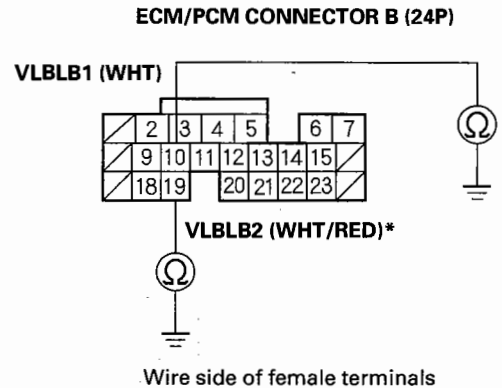 ECM/PCM CONNECTOR B (24P)
VLBLB1 (WHT)
2 3 4 5 6 7
Ω
9 10 11 12 13 14 15
18 19 20 21 22 23
VLBLB2 (WHT/RED)*
Ω
Wire side of female terminals